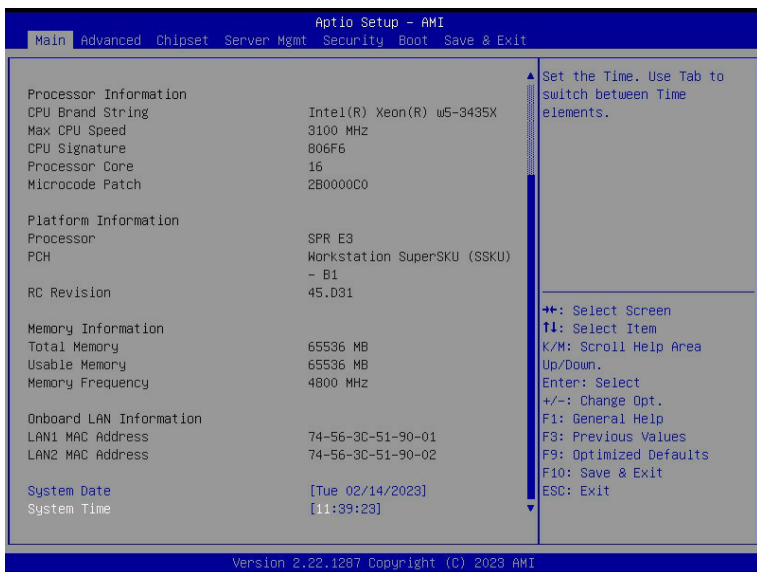 Aptio Setup - AMI
Main Advanced Chipset Server Mgmt Security Boot Save & Exit
Processor Information
CPU Brand String Intel(R) Xeon(R) w5-3435X
Max CPU Speed 3100 MHz
CPU Signature 806F6
Processor Core 16
Microcode Patch 2B0000C0
Platform Information
Processor SPR E3
PCH Workstation SuperSKU (SSKU)
- B1
RC Revision 45.D31
Memory Information
Total Memory 65536 MB
Usable Memory 65536 MB
Memory Frequency 4800 MHz
Onboard LAN Information
LAN1 MAC Address 74-56-3C-51-90-01
LAN2 MAC Address 74-56-3C-51-90-02
System Date [Tue 02/14/2023]
System Time [11:39:23]
Set the Time. Use Tab to
switch between Time
elements.
→←: Select Screen
↑↓: Select Item
K/M: Scroll Help Area
Up/Down.
Enter: Select
+/-: Change Opt.
F1: General Help
F3: Previous Values
F9: Optimized Defaults
F10: Save & Exit
ESC: Exit
Version 2.22.1287 Copyright (C) 2023 AMI